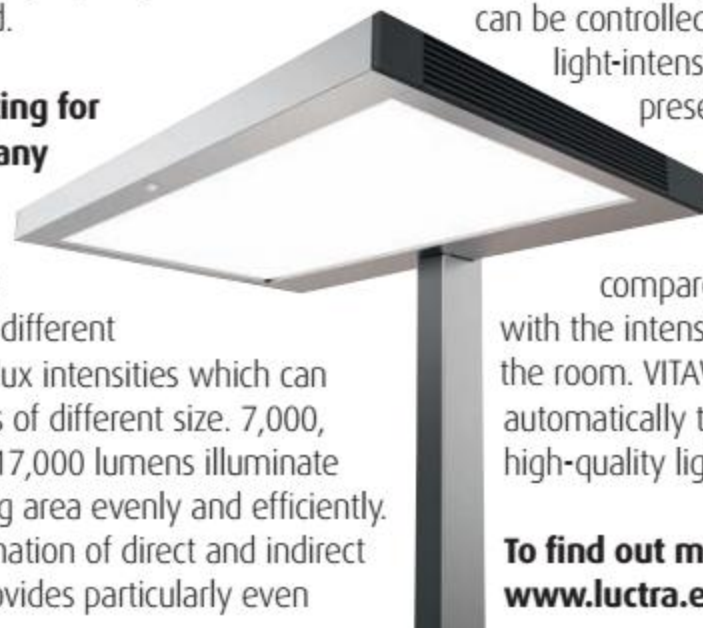 d.
ting for
any
different
ux intensities which can
s of different size. 7,000,
17,000 lumens illuminate
g area evenly and efficiently.
nation of direct and indirect
ovides particularly even
can be controlled
light-intens
prese
compare
with the intens
the room. VITAW
automatically t
high-quality lig
To find out m
www.luctra.e